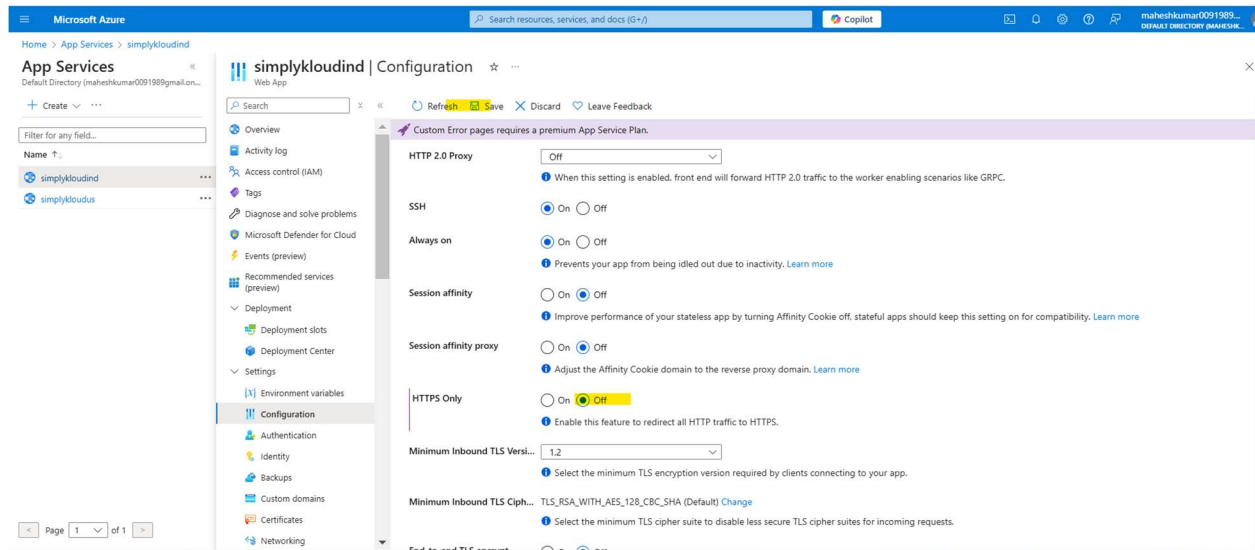 Microsoft Azure
Search resources, services, and docs (G+/)
Copilot
maheshkumar0091989...
DEFAULT DIRECTORY (MAHESHK...
Home > App Services > simplykloudind
App Services
Default Directory (maheshkumar0091989gmail.on...
+ Create
Filter for any field...
Name ↑
simplykloudind
simplykloudus
Page 1 of 1
simplykloudind | Configuration
Web App
Search
Overview
Activity log
Access control (IAM)
Tags
Diagnose and solve problems
Microsoft Defender for Cloud
Events (preview)
Recommended services
(preview)
Deployment
Deployment slots
Deployment Center
Settings
Environment variables
Configuration
Authentication
Identity
Backups
Custom domains
Certificates
Networking
Refresh Save Discard Leave Feedback
Custom Error pages requires a premium App Service Plan.
HTTP 2.0 Proxy Off
When this setting is enabled, front end will forward HTTP 2.0 traffic to the worker enabling scenarios like GRPC.
SSH On Off
Always on On Off
Prevents your app from being idled out due to inactivity. Learn more
Session affinity On Off
Improve performance of your stateless app by turning Affinity Cookie off, stateful apps should keep this setting on for compatibility. Learn more
Session affinity proxy On Off
Adjust the Affinity Cookie domain to the reverse proxy domain. Learn more
HTTPS Only On Off
Enable this feature to redirect all HTTP traffic to HTTPS.
Minimum Inbound TLS Versi... 1.2
Select the minimum TLS encryption version required by clients connecting to your app.
Minimum Inbound TLS Ciph... TLS_RSA_WITH_AES_128_CBC_SHA (Default) Change
Select the minimum TLS cipher suite to disable less secure TLS cipher suites for incoming requests.